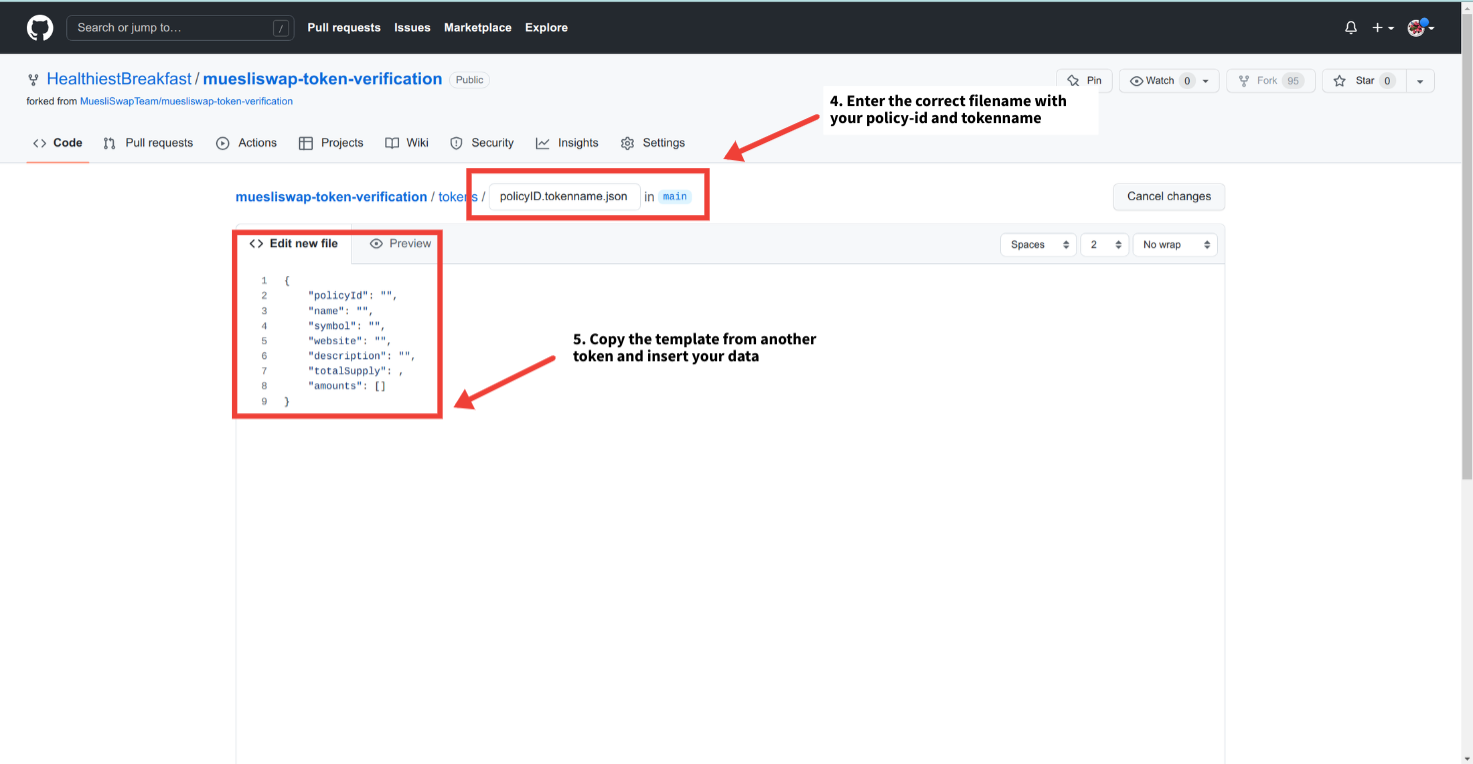 Search or jump to… /
Pull requests Issues Marketplace Explore
HealthiestBreakfast / muesliswap-token-verification Public
Pin Watch 0 Fork 95 Star 0
forked from MuesliSwapTeam/muesliswap-token-verification
4. Enter the correct filename with
your policy-id and tokenname
Code Pull requests Actions Projects Wiki Security Insights Settings
muesliswap-token-verification / tokens / policyID.tokenname.json in main
Cancel changes
Edit new file Preview
Spaces 2 No wrap
1 {
2 "policyId": "",
3 "name": "",
4 "symbol": "",
5 "website": "",
6 "description": "",
7 "totalSupply": ,
8 "amounts": []
9 }
5. Copy the template from another
token and insert your data